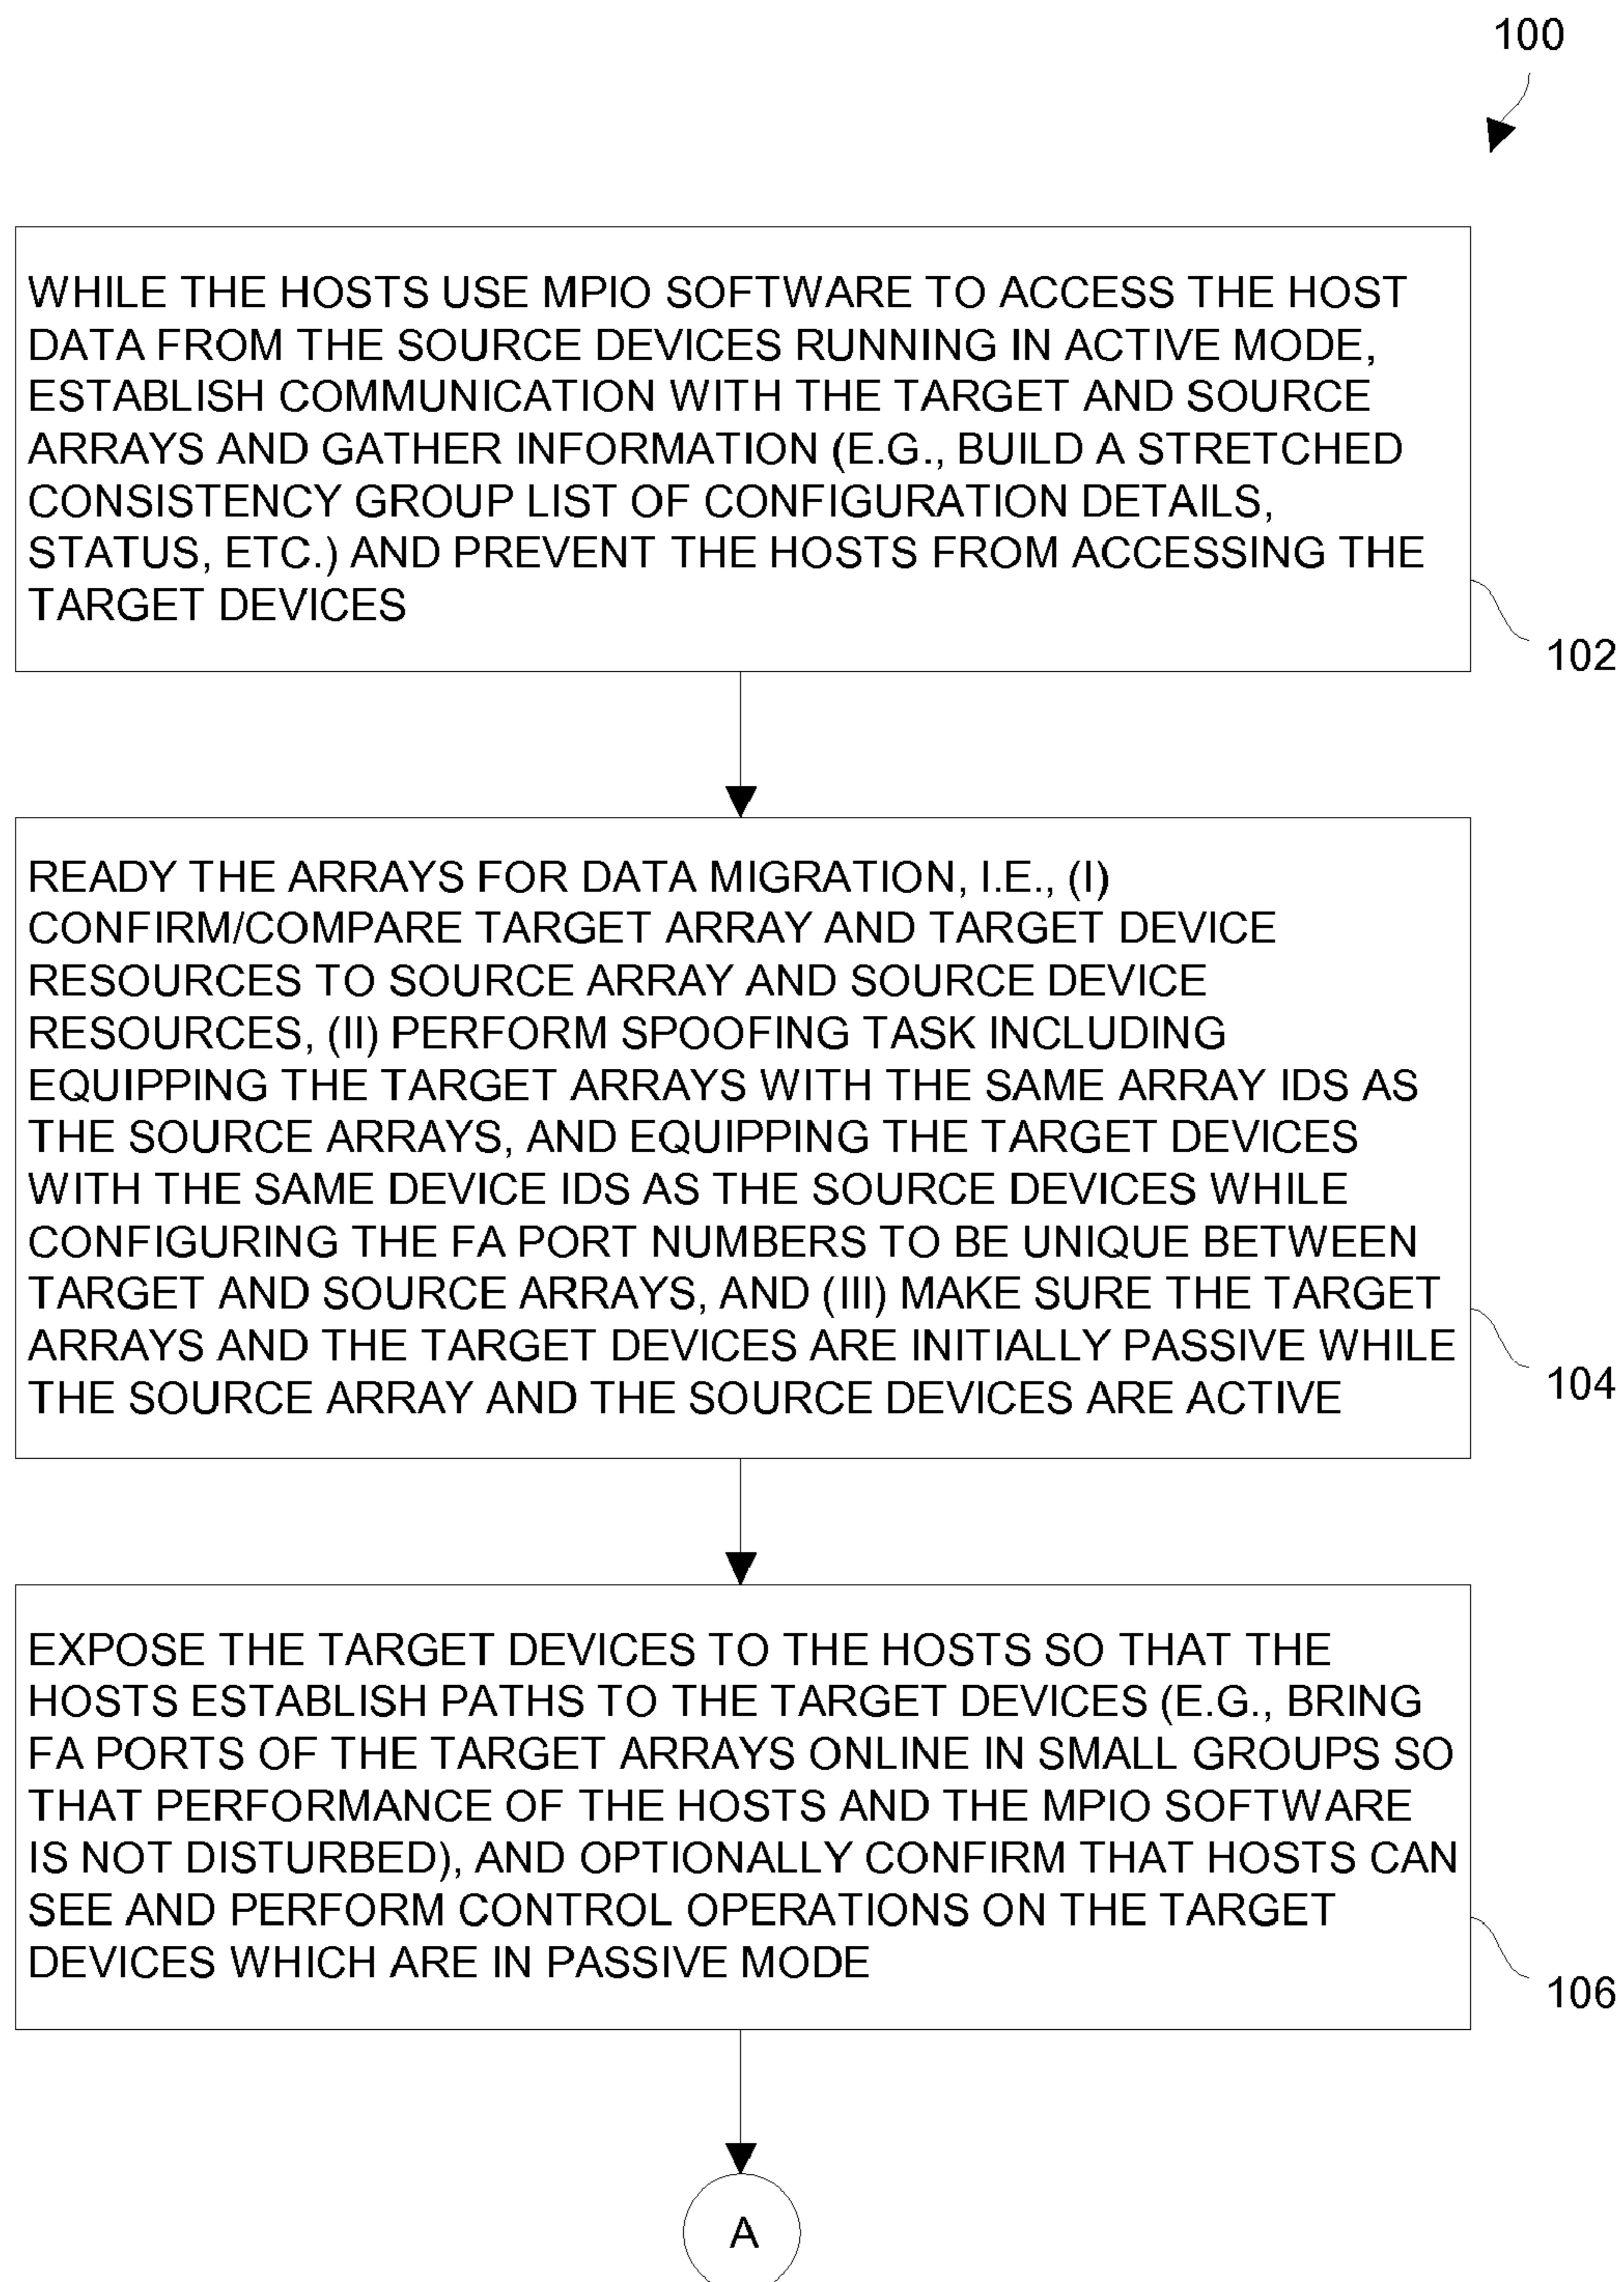 100
WHILE THE HOSTS USE MPIO SOFTWARE TO ACCESS THE HOST
DATA FROM THE SOURCE DEVICES RUNNING IN ACTIVE MODE,
ESTABLISH COMMUNICATION WITH THE TARGET AND SOURCE
ARRAYS AND GATHER INFORMATION (E.G., BUILD A STRETCHED
CONSISTENCY GROUP LIST OF CONFIGURATION DETAILS,
STATUS, ETC.) AND PREVENT THE HOSTS FROM ACCESSING THE
TARGET DEVICES
102
READY THE ARRAYS FOR DATA MIGRATION, I.E., (I)
CONFIRM/COMPARE TARGET ARRAY AND TARGET DEVICE
RESOURCES TO SOURCE ARRAY AND SOURCE DEVICE
RESOURCES, (II) PERFORM SPOOFING TASK INCLUDING
EQUIPPING THE TARGET ARRAYS WITH THE SAME ARRAY IDS AS
THE SOURCE ARRAYS, AND EQUIPPING THE TARGET DEVICES
WITH THE SAME DEVICE IDS AS THE SOURCE DEVICES WHILE
CONFIGURING THE FA PORT NUMBERS TO BE UNIQUE BETWEEN
TARGET AND SOURCE ARRAYS, AND (III) MAKE SURE THE TARGET
ARRAYS AND THE TARGET DEVICES ARE INITIALLY PASSIVE WHILE
THE SOURCE ARRAY AND THE SOURCE DEVICES ARE ACTIVE
104
EXPOSE THE TARGET DEVICES TO THE HOSTS SO THAT THE
HOSTS ESTABLISH PATHS TO THE TARGET DEVICES (E.G., BRING
FA PORTS OF THE TARGET ARRAYS ONLINE IN SMALL GROUPS SO
THAT PERFORMANCE OF THE HOSTS AND THE MPIO SOFTWARE
IS NOT DISTURBED), AND OPTIONALLY CONFIRM THAT HOSTS CAN
SEE AND PERFORM CONTROL OPERATIONS ON THE TARGET
DEVICES WHICH ARE IN PASSIVE MODE
106
A